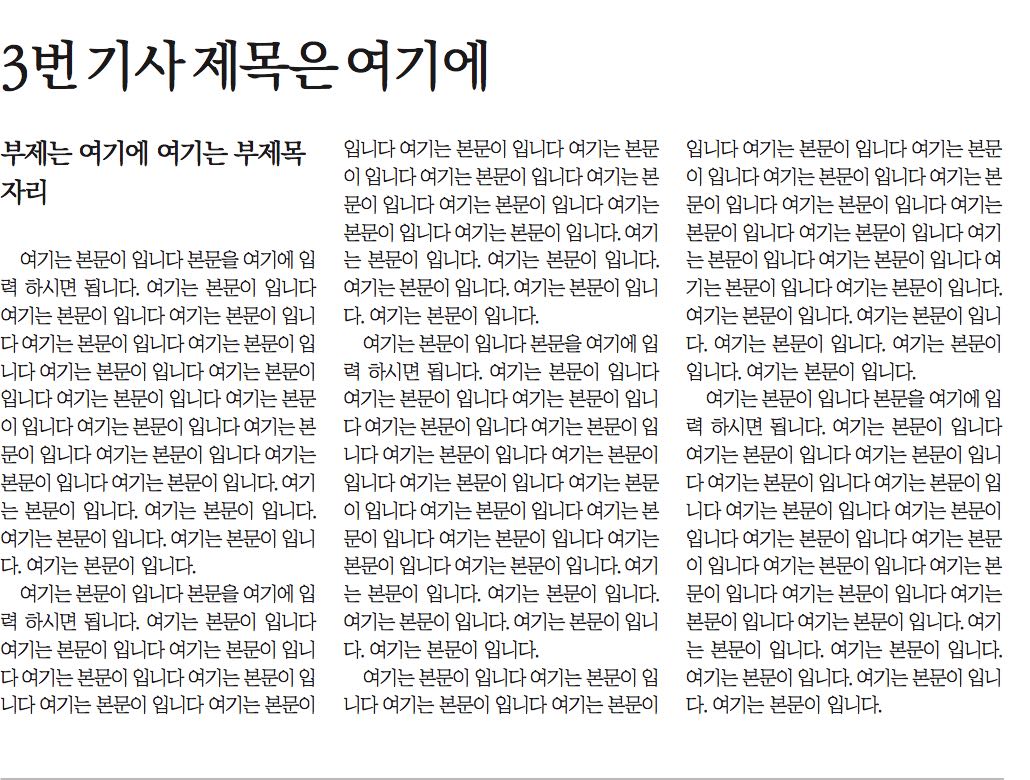 3번 기사 제목은 여기에
부제는 여기에 여기는 부제목
자리
여기는 본문이 입니다 본문을 여기에 입
력 하시면 됩니다. 여기는 본문이 입니다
여기는 본문이 입니다 여기는 본문이 입니
다 여기는 본문이 입니다 여기는 본문이 입
니다 여기는 본문이 입니다 여기는 본문이
입니다 여기는 본문이 입니다 여기는 본문
이 입니다 여기는 본문이 입니다 여기는 본
문이 입니다 여기는 본문이 입니다 여기는
본문이 입니다 여기는 본문이 입니다. 여기
는 본문이 입니다. 여기는 본문이 입니다.
여기는 본문이 입니다. 여기는 본문이 입니
다. 여기는 본문이 입니다.
여기는 본문이 입니다 본문을 여기에 입
력 하시면 됩니다. 여기는 본문이 입니다
여기는 본문이 입니다 여기는 본문이 입니
다 여기는 본문이 입니다 여기는 본문이 입
니다 여기는 본문이 입니다 여기는 본문이
입니다 여기는 본문이 입니다 여기는 본문
이 입니다 여기는 본문이 입니다 여기는 본
문이 입니다 여기는 본문이 입니다 여기는
본문이 입니다 여기는 본문이 입니다. 여기
는 본문이 입니다. 여기는 본문이 입니다.
여기는 본문이 입니다. 여기는 본문이 입니
다. 여기는 본문이 입니다.
여기는 본문이 입니다 본문을 여기에 입
력 하시면 됩니다. 여기는 본문이 입니다
여기는 본문이 입니다 여기는 본문이 입니
다 여기는 본문이 입니다 여기는 본문이 입
니다 여기는 본문이 입니다 여기는 본문이
입니다 여기는 본문이 입니다 여기는 본문
이 입니다 여기는 본문이 입니다 여기는 본
문이 입니다 여기는 본문이 입니다 여기는
본문이 입니다 여기는 본문이 입니다. 여기
는 본문이 입니다. 여기는 본문이 입니다.
여기는 본문이 입니다. 여기는 본문이 입니
다. 여기는 본문이 입니다.
여기는 본문이 입니다 여기는 본문이 입
니다 여기는 본문이 입니다 여기는 본문이
입니다 여기는 본문이 입니다 여기는 본문
이 입니다 여기는 본문이 입니다 여기는 본
문이 입니다 여기는 본문이 입니다 여기는
본문이 입니다 여기는 본문이 입니다 여기
는 본문이 입니다 여기는 본문이 입니다 여
기는 본문이 입니다 여기는 본문이 입니다.
여기는 본문이 입니다. 여기는 본문이 입니
다. 여기는 본문이 입니다. 여기는 본문이
입니다. 여기는 본문이 입니다.
여기는 본문이 입니다 본문을 여기에 입
력 하시면 됩니다. 여기는 본문이 입니다
여기는 본문이 입니다 여기는 본문이 입니
다 여기는 본문이 입니다 여기는 본문이 입
니다 여기는 본문이 입니다 여기는 본문이
입니다 여기는 본문이 입니다 여기는 본문
이 입니다 여기는 본문이 입니다 여기는 본
문이 입니다 여기는 본문이 입니다 여기는
본문이 입니다 여기는 본문이 입니다. 여기
는 본문이 입니다. 여기는 본문이 입니다.
여기는 본문이 입니다. 여기는 본문이 입니
다. 여기는 본문이 입니다.